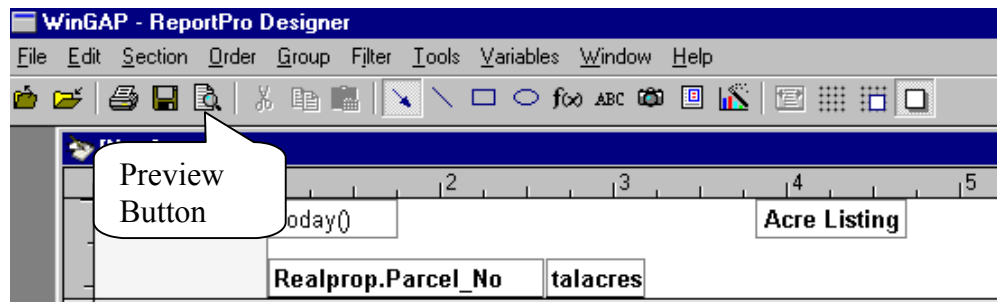 WinGAP - ReportPro Designer
File Edit Section Order Group Filter Tools Variables Window Help
f(x) ABC
Preview
Button
2 3 4 5
oday() Acre Listing
Realprop.Parcel_No talacres